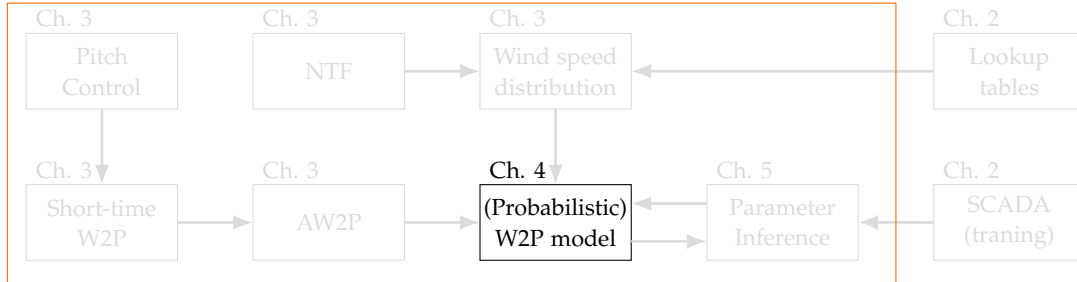 Ch. 3
Ch. 3
Ch. 3
Ch. 2
Pitch
Control
NTF
Wind speed
distribution
Lookup
tables
Ch. 3
Ch. 3
Ch. 4
Ch. 5
Ch. 2
Short-time
W2P
AW2P
(Probabilistic)
W2P model
Parameter
Inference
SCADA
(traning)